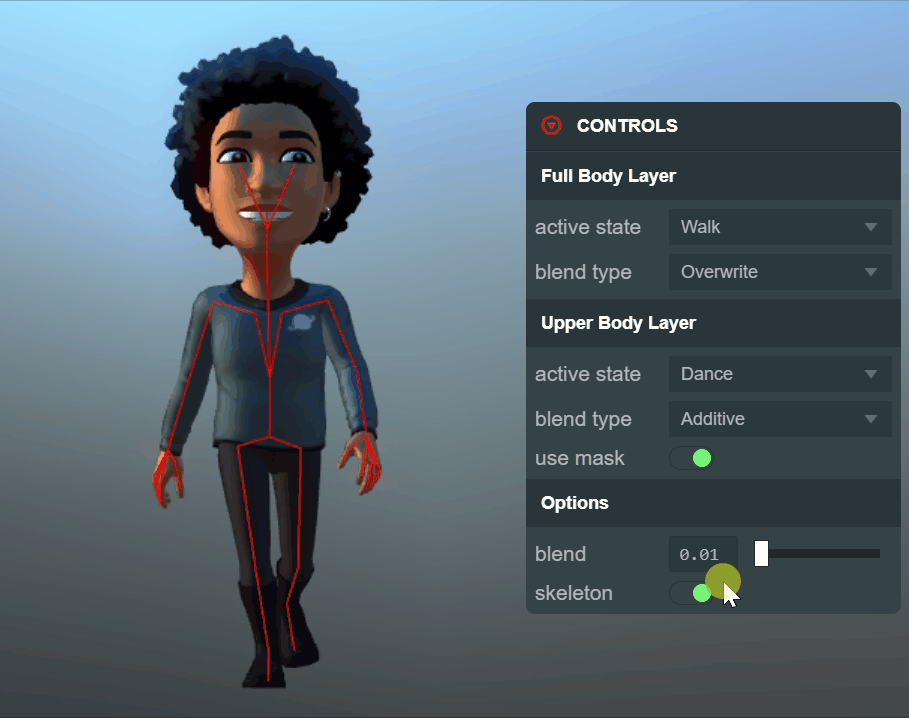 CONTROLS
Full Body Layer
active state Walk
blend type Overwrite
Upper Body Layer
active state Dance
blend type Additive
use mask
Options
blend 0.01
skeleton